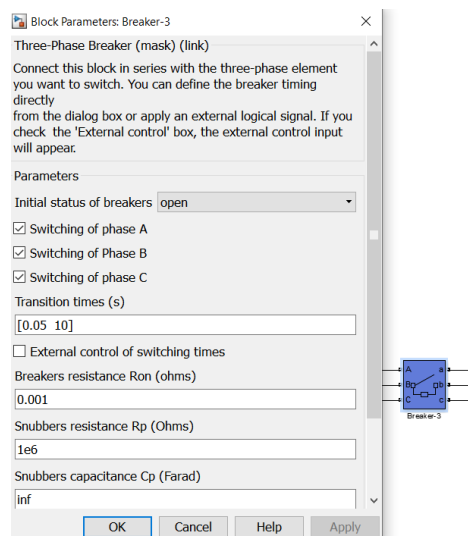 Block Parameters: Breaker-3
Three-Phase Breaker (mask) (link)
Connect this block in series with the three-phase element
you want to switch. You can define the breaker timing
directly
from the dialog box or apply an external logical signal. If you
check  the 'External control' box, the external control input
will appear.
Parameters
Initial status of breakers open
Switching of phase A
Switching of Phase B
Switching of phase C
Transition times (s)
[0.05  10]
External control of switching times
Breakers resistance Ron (ohms)
0.001
Snubbers resistance Rp (Ohms)
1e6
Snubbers capacitance Cp (Farad)
inf
OK Cancel Help Apply
A a
B b
C c
Breaker-3